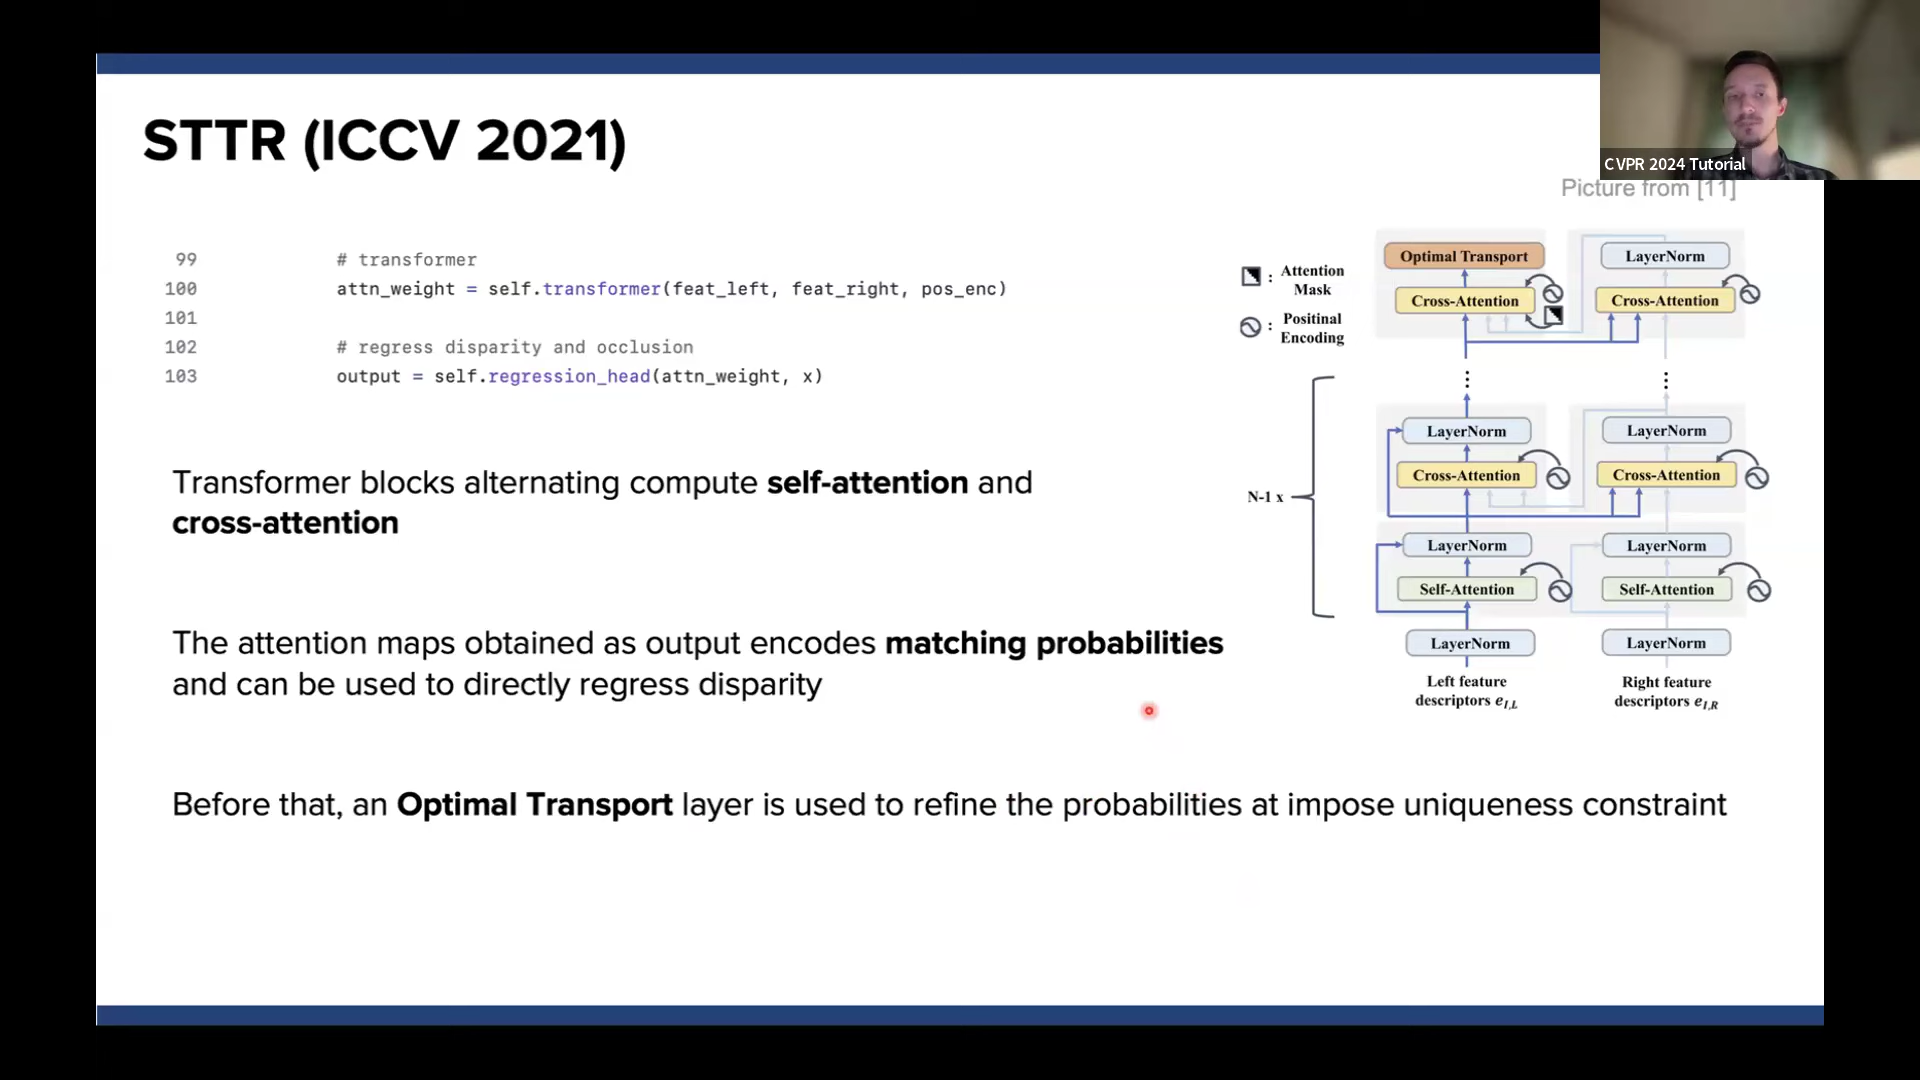 CVPR 2024 Tutorial
STTR (ICCV 2021)
Picture from [11]
99 # transformer
100 attn_weight = self.transformer(feat_left, feat_right, pos_enc)
101
102 # regress disparity and occlusion
103 output = self.regression_head(attn_weight, x)
Transformer blocks alternating compute self-attention and
cross-attention
The attention maps obtained as output encodes matching probabilities
and can be used to directly regress disparity
Before that, an Optimal Transport layer is used to refine the probabilities at impose uniqueness constraint
: Attention
Mask
: Positinal
Encoding
N-1 x
Optimal Transport
LayerNorm
Cross-Attention
Cross-Attention
LayerNorm
LayerNorm
Cross-Attention
Cross-Attention
LayerNorm
LayerNorm
Self-Attention
Self-Attention
LayerNorm
LayerNorm
Left feature
descriptors e_{I,L}
Right feature
descriptors e_{I,R}